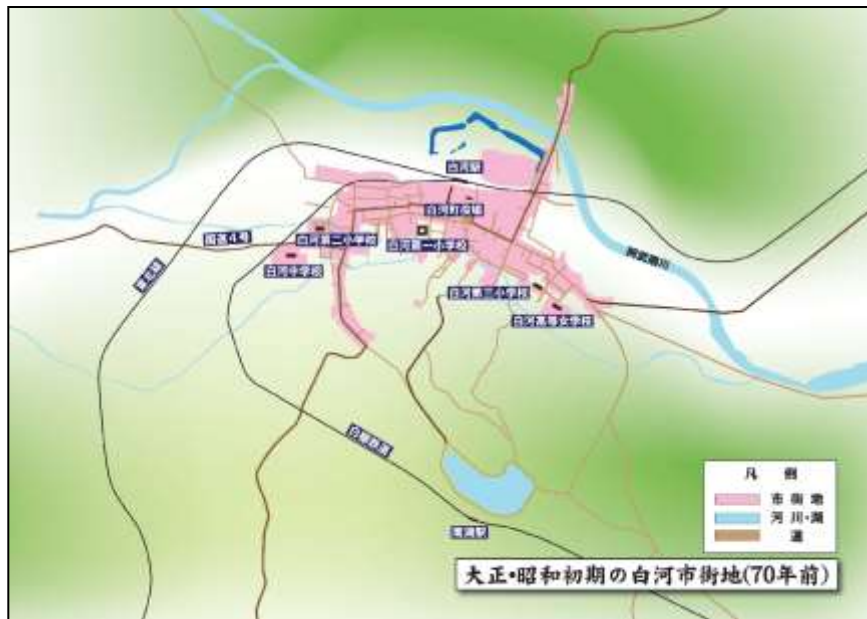 白河駅
白河町役場
国道4号
白河第二小学校
白河第一小学校
白河中学校
東北線
阿武隈川
白河第三小学校
白河高等女学校
白棚鉄道
南湖駅
凡 例
市 街 地
河 川・湖
道
大正・昭和初期の白河市街地(70年前)